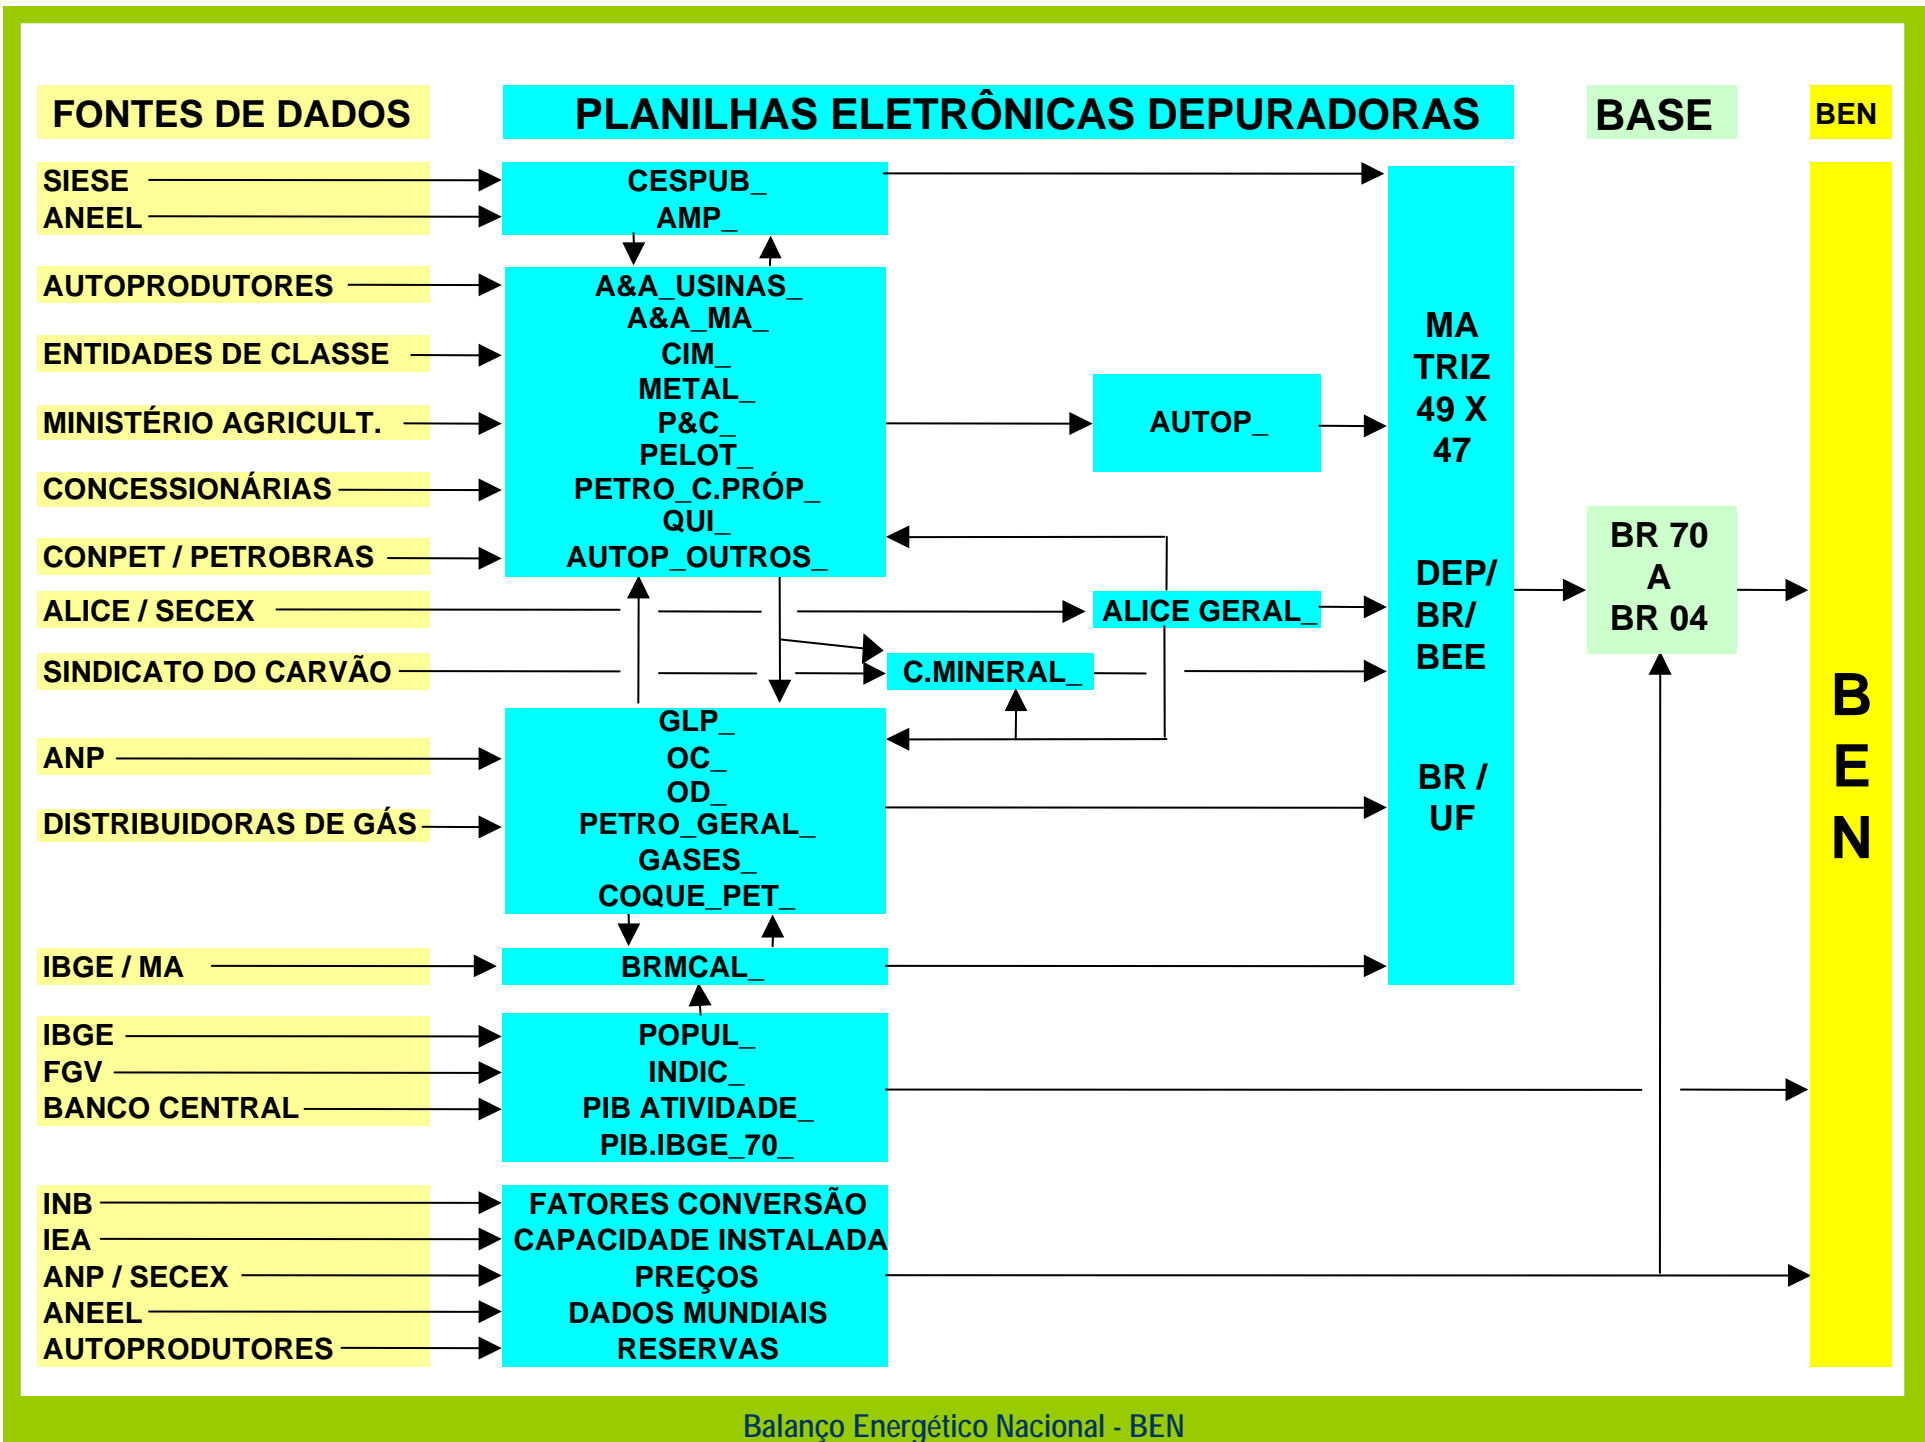 FONTES DE DADOS
PLANILHAS ELETRÔNICAS DEPURADORAS
BASE
BEN
SIESE
ANEEL
AUTOPRODUTORES
ENTIDADES DE CLASSE
MINISTÉRIO AGRICULT.
CONCESSIONÁRIAS
CONPET / PETROBRAS
ALICE / SECEX
SINDICATO DO CARVÃO
ANP
DISTRIBUIDORAS DE GÁS
IBGE / MA
IBGE
FGV
BANCO CENTRAL
INB
IEA
ANP / SECEX
ANEEL
AUTOPRODUTORES
CESPUB_
AMP_
A&A_USINAS_
A&A_MA_
CIM_
METAL_
P&C_
PELOT_
PETRO_C.PRÓP_
QUI_
AUTOP_OUTROS_
GLP_
OC_
OD_
PETRO_GERAL_
GASES_
COQUE_PET_
BRMCAL_
POPUL_
INDIC_
PIB ATIVIDADE_
PIB.IBGE_70_
FATORES CONVERSÃO
CAPACIDADE INSTALADA
PREÇOS
DADOS MUNDIAIS
RESERVAS
AUTOP_
ALICE GERAL_
C.MINERAL_
MA
TRIZ
49 X
47
DEP/
BR/
BEE
BR /
UF
BR 70
A
BR 04
B
E
N
Balanço Energético Nacional - BEN